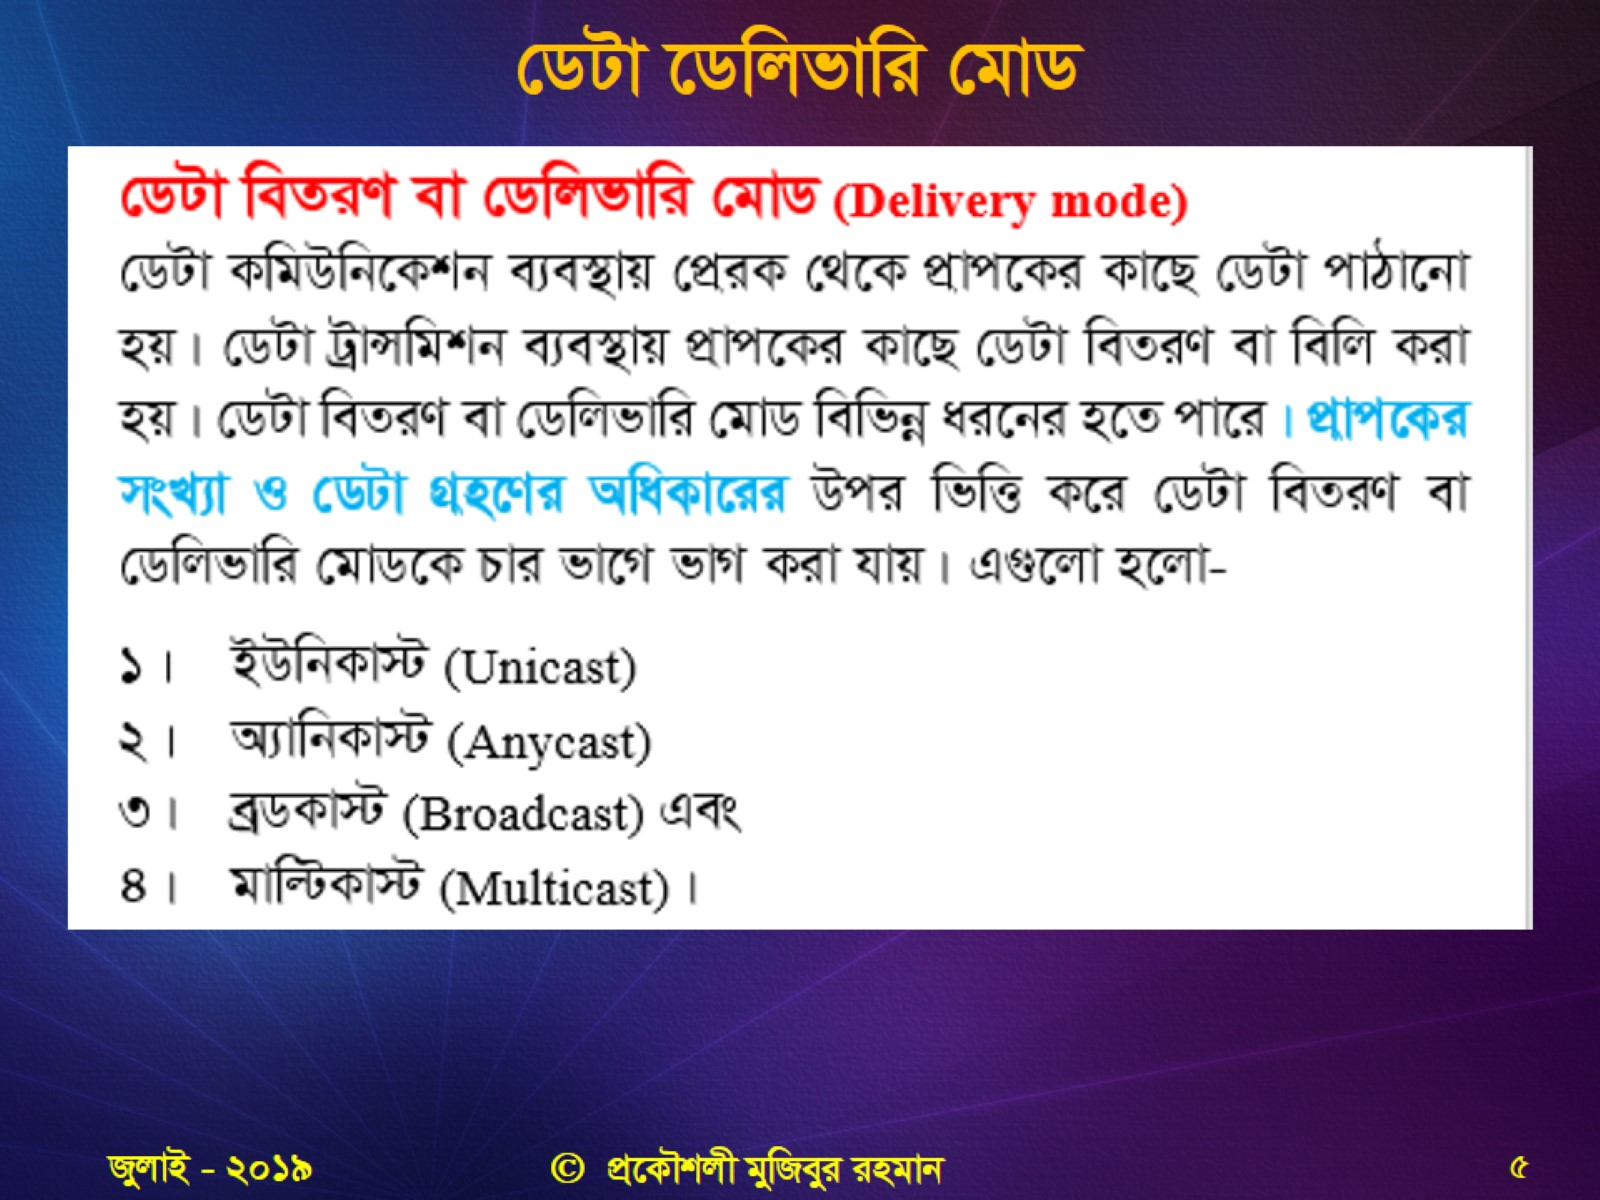 ডেটা ডেলিভারি মোড
ডেটা বিতরণ বা ডেলিভারি মোড (Delivery mode)
ডেটা কমিউনিকেশন ব্যবস্থায় প্রেরক থেকে প্রাপকের কাছে ডেটা পাঠানো
হয়। ডেটা ট্রান্সমিশন ব্যবস্থায় প্রাপকের কাছে ডেটা বিতরণ বা বিলি করা
হয়। ডেটা বিতরণ বা ডেলিভারি মোড বিভিন্ন ধরনের হতে পারে। প্রাপকের
সংখ্যা ও ডেটা গ্রহণের অধিকারের উপর ভিত্তি করে ডেটা বিতরণ বা
ডেলিভারি মোডকে চার ভাগে ভাগ করা যায়। এগুলো হলো-
১। ইউনিকাস্ট (Unicast)
২। অ্যানিকাস্ট (Anycast)
৩। ব্রডকাস্ট (Broadcast) এবং
৪। মাল্টিকাস্ট (Multicast)।
জুলাই - ২০১৯ © প্রকৌশলী মুজিবুর রহমান ৫